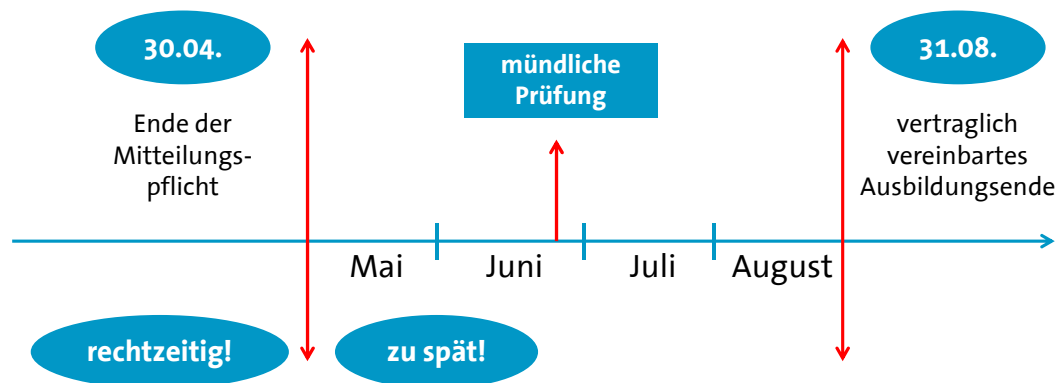 30.04.
Ende der
Mitteilungs-
pflicht
mündliche
Prüfung
31.08.
vertraglich
vereinbartes
Ausbildungsende
Mai
Juni
Juli
August
rechtzeitig!
zu spät!